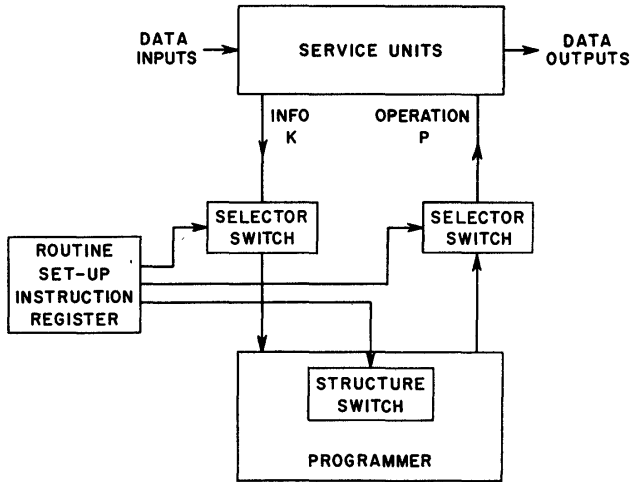 DATA
INPUTS
SERVICE UNITS
DATA
OUTPUTS
INFO
K
OPERATION
P
SELECTOR
SWITCH
SELECTOR
SWITCH
ROUTINE
SET-UP
INSTRUCTION
REGISTER
STRUCTURE
SWITCH
PROGRAMMER